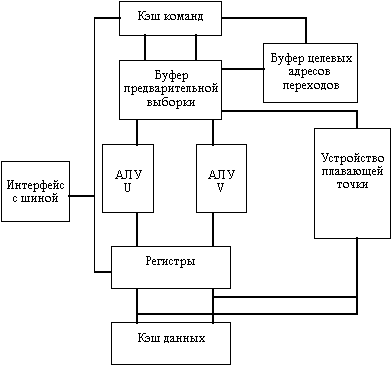 Кэш команд
Буфер целевых
адресов
переходов
Буфер
предварительной
выборки
АЛУ
U
АЛУ
V
Устройство
плавающей
точки
Интерфейс
с шиной
Регистры
Кэш данных